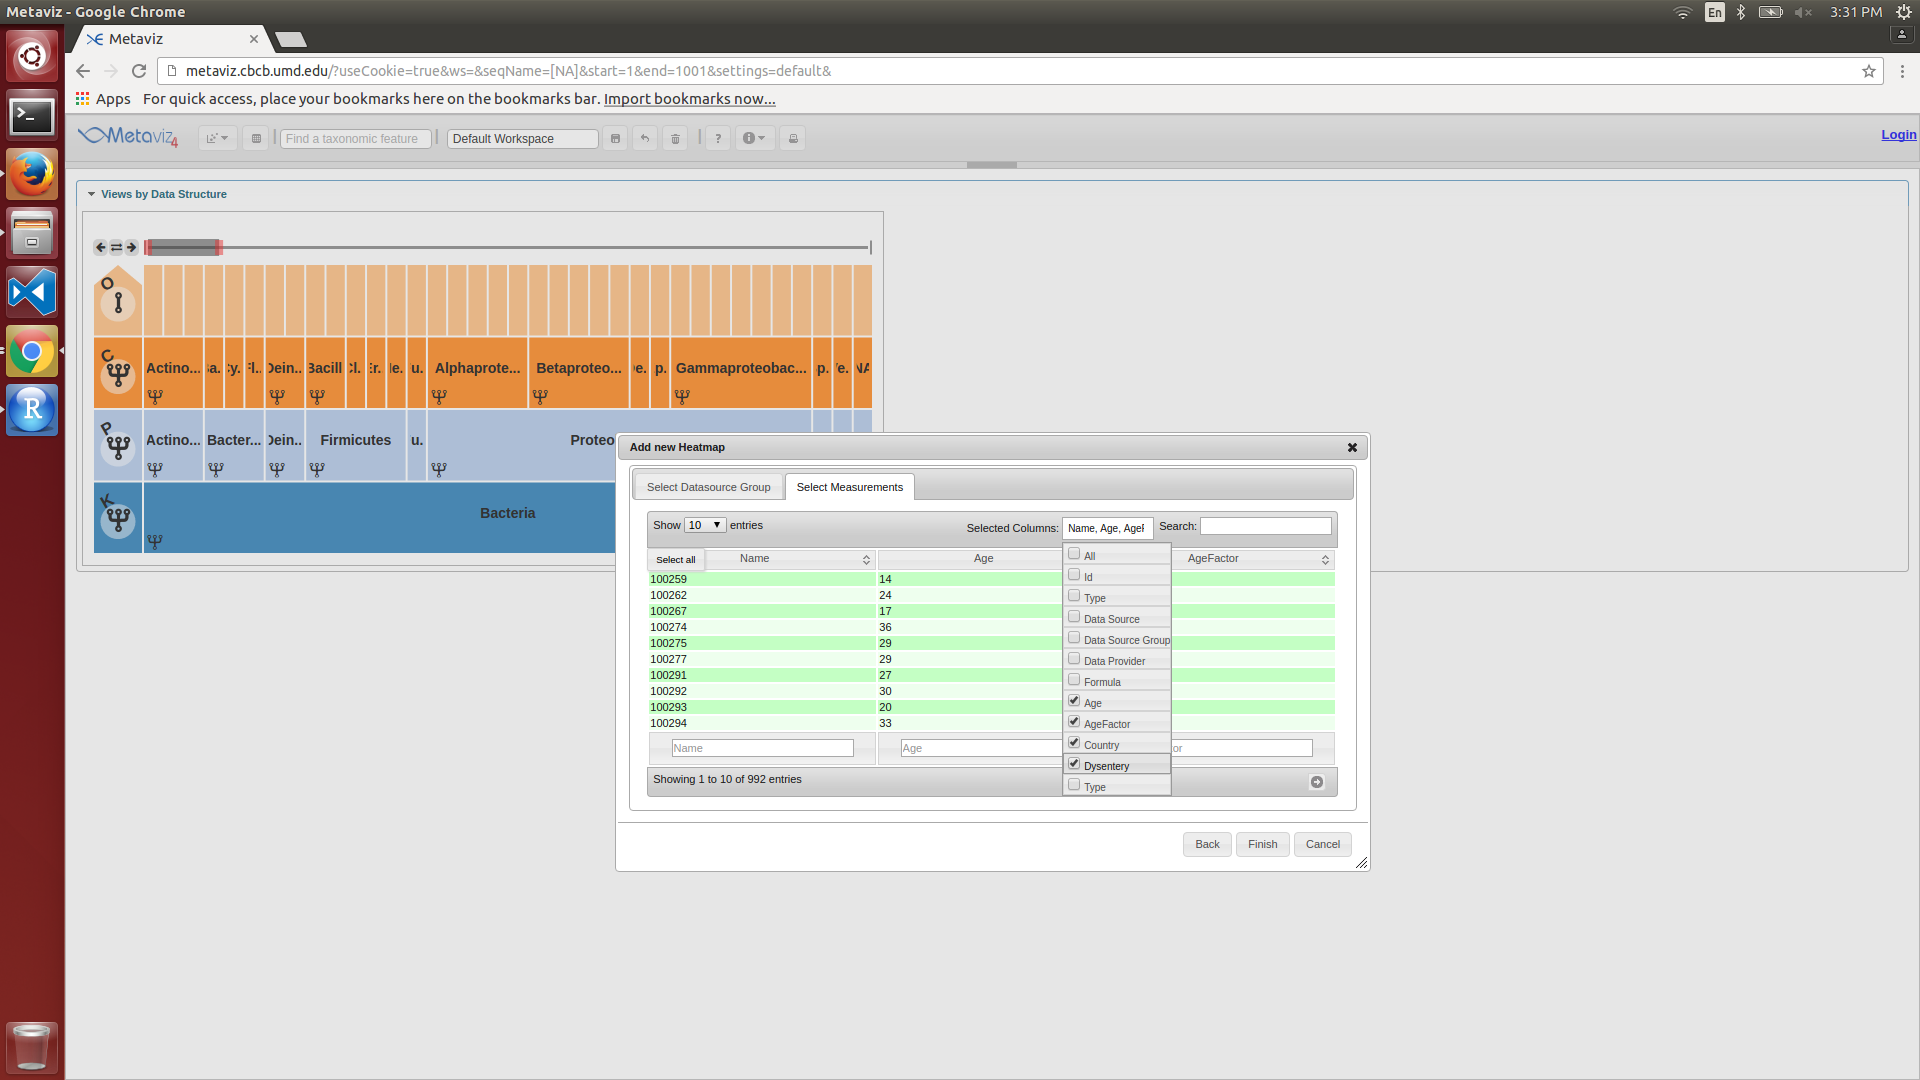 Metaviz - Google Chrome
En
3:31 PM
Metaviz
metaviz.cbcb.umd.edu/?useCookie=true&ws=&seqName=[NA]&start=1&end=1001&settings=default&
Apps For quick access, place your bookmarks here on the bookmarks bar. Import bookmarks now...
Metaviz4
Find a taxonomic feature
Default Workspace
?
Login
Views by Data Structure
O
C
Actino... Cy. Fl.. Dein.. Bacill Cl. Er. u. Alphaprote... Betaproteo... De. p. Gammaproteobac... NA
P
Actino... Bacter... Dein.. Firmicutes u. Proteo
K
Bacteria
Add new Heatmap
Select Datasource Group Select Measurements
Show 10 entries
Selected Columns: Name, Age, AgeF
Search:
Select all Name Age AgeFactor
100259 14
100262 24
100267 17
100274 36
100275 29
100277 29
100291 27
100292 30
100293 20
100294 33
All
Id
Type
Data Source
Data Source Group
Data Provider
Formula
Age
AgeFactor
Country
Dysentery
Type
Name
Age
or
Showing 1 to 10 of 992 entries
Back Finish Cancel
R